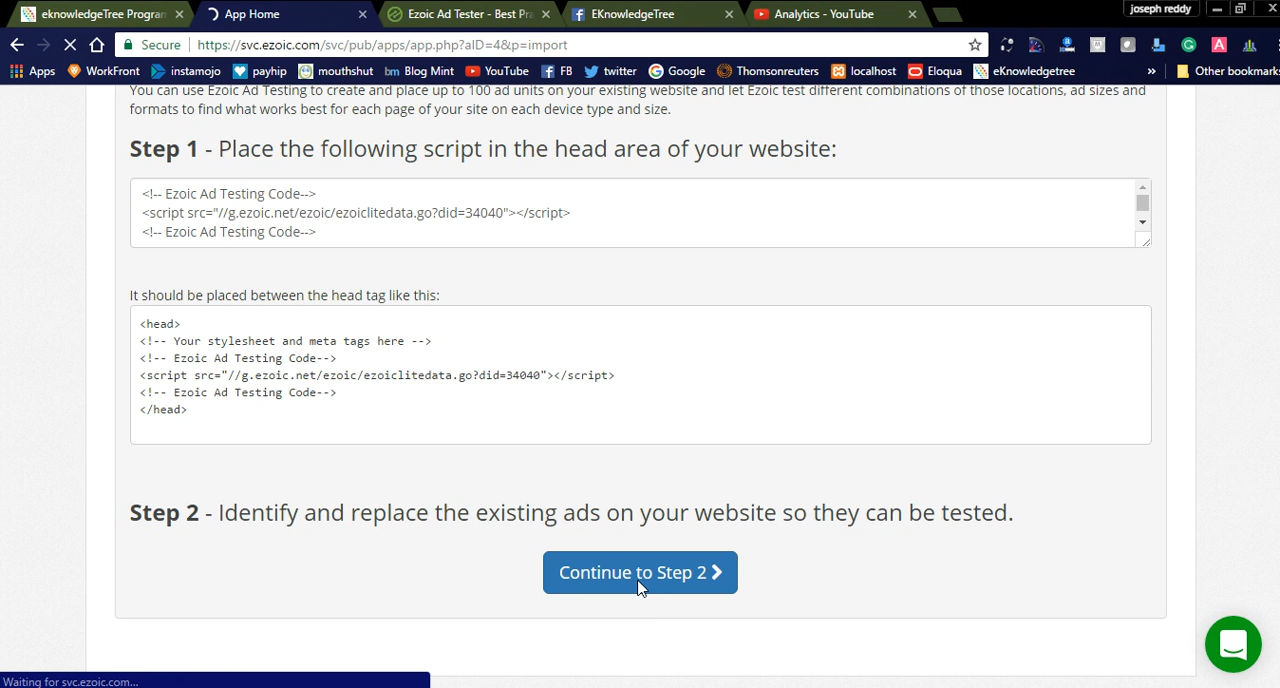 eknowledgeTree Program
App Home
Ezoic Ad Tester - Best Pra
EKnowledgeTree
Analytics - YouTube
joseph reddy
Secure
https://svc.ezoic.com/svc/pub/apps/app.php?aID=4&p=import
Apps
WorkFront
instamojo
payhip
mouthshut
bm Blog Mint
YouTube
FB
twitter
Google
Thomsonreuters
localhost
Eloqua
eKnowledgetree
»
Other bookmarks
You can use Ezoic Ad Testing to create and place up to 100 ad units on your existing website and let Ezoic test different combinations of those locations, ad sizes and
formats to find what works best for each page of your site on each device type and size.
Step 1 - Place the following script in the head area of your website:
<!-- Ezoic Ad Testing Code-->
<script src="//g.ezoic.net/ezoic/ezoiclitedata.go?did=34040"></script>
<!-- Ezoic Ad Testing Code-->
It should be placed between the head tag like this:
<head>
<!-- Your stylesheet and meta tags here -->
<!-- Ezoic Ad Testing Code-->
<script src="//g.ezoic.net/ezoic/ezoiclitedata.go?did=34040"></script>
<!-- Ezoic Ad Testing Code-->
</head>
Step 2 - Identify and replace the existing ads on your website so they can be tested.
Continue to Step 2
Waiting for svc.ezoic.com...